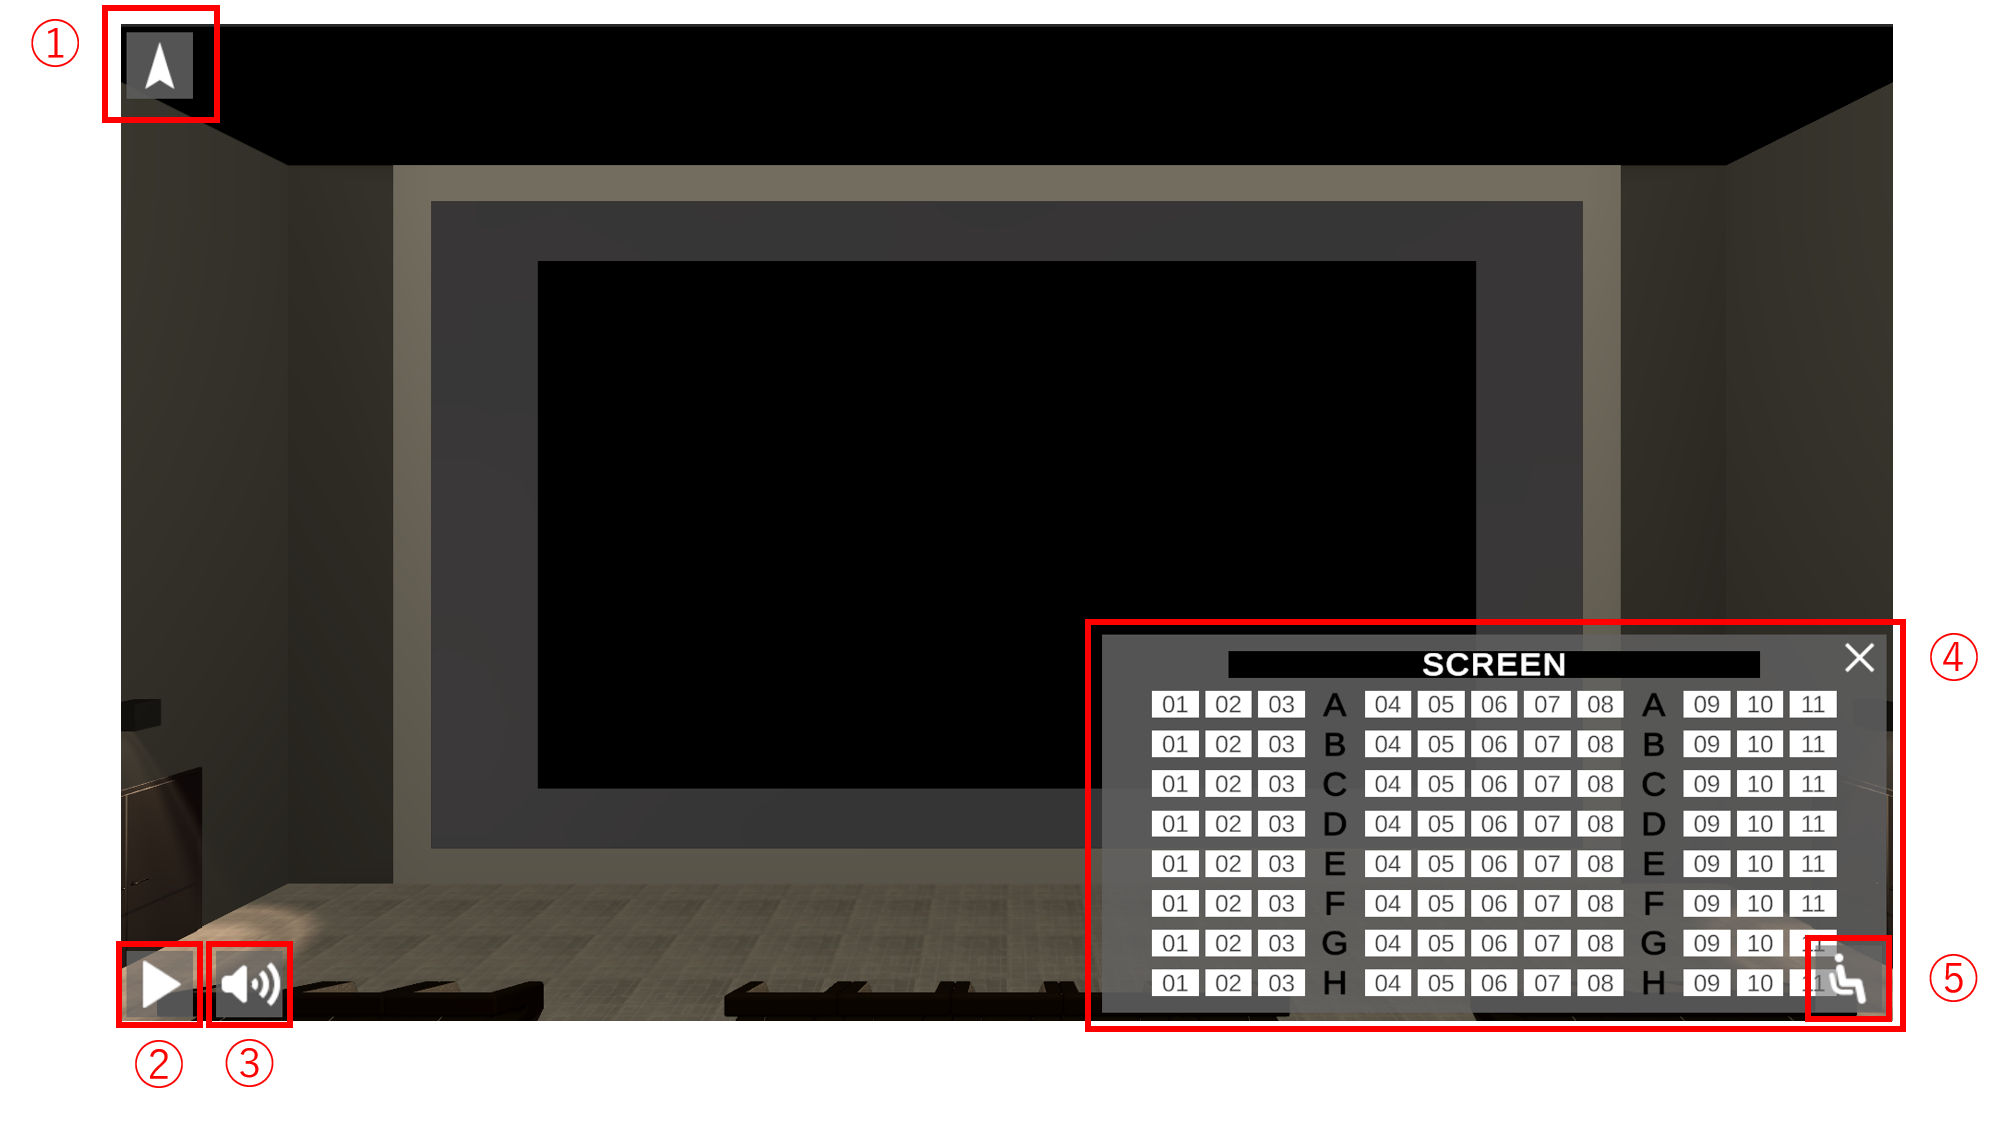 ①
SCREEN
01 02 03 A 04 05 06 07 08 A 09 10 11
01 02 03 B 04 05 06 07 08 B 09 10 11
01 02 03 C 04 05 06 07 08 C 09 10 11
01 02 03 D 04 05 06 07 08 D 09 10 11
01 02 03 E 04 05 06 07 08 E 09 10 11
01 02 03 F 04 05 06 07 08 F 09 10 11
01 02 03 G 04 05 06 07 08 G 09 10 11
01 02 03 H 04 05 06 07 08 H 09 10 11
④
⑤
② ③